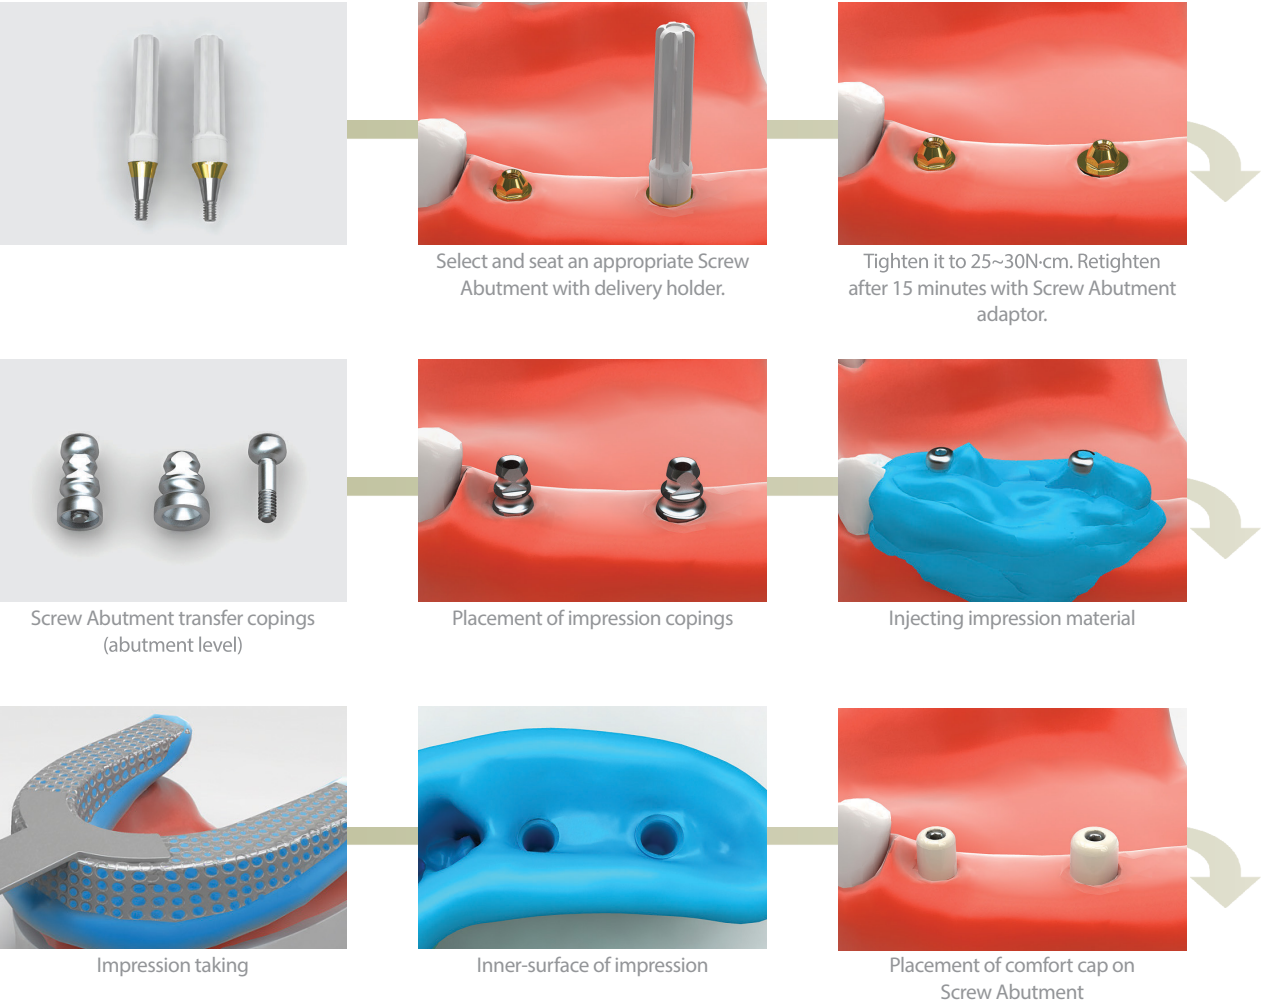 Select and seat an appropriate Screw
Abutment with delivery holder.
Tighten it to 25~30N·cm. Retighten
after 15 minutes with Screw Abutment
adaptor.
Screw Abutment transfer copings
(abutment level)
Placement of impression copings
Injecting impression material
Impression taking
Inner-surface of impression
Placement of comfort cap on
Screw Abutment